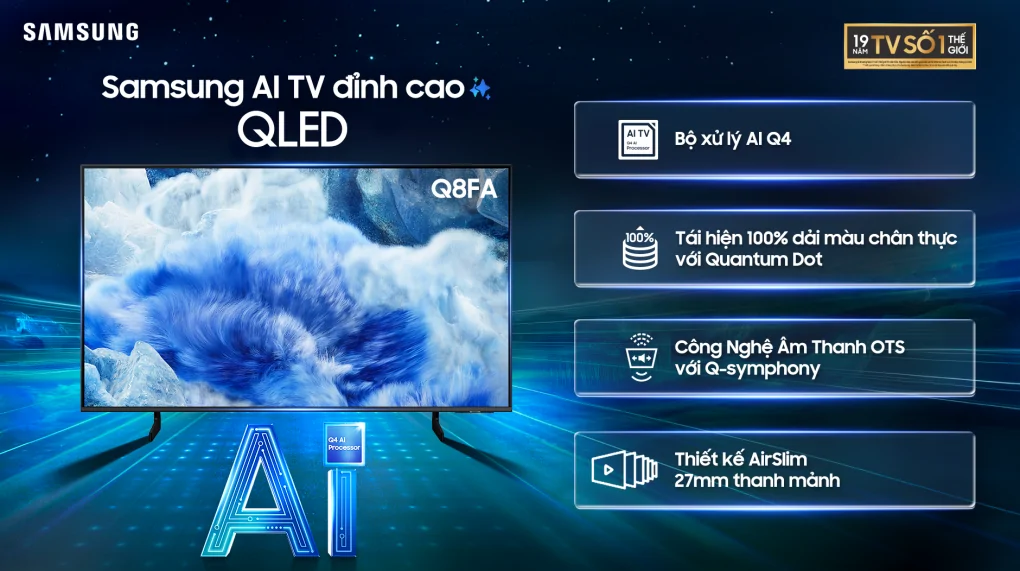 SAMSUNG
19 NĂM TV SỐ 1 THẾ GIỚI
Samsung AI TV đỉnh cao
QLED
Q8FA
AI TV
Q4 AI
Processor
Bộ xử lý AI Q4
100%
Tái hiện 100% dải màu chân thực
với Quantum Dot
Công Nghệ Âm Thanh OTS
với Q-symphony
Thiết kế AirSlim
27mm thanh mảnh
Q4 AI
Processor
Ai